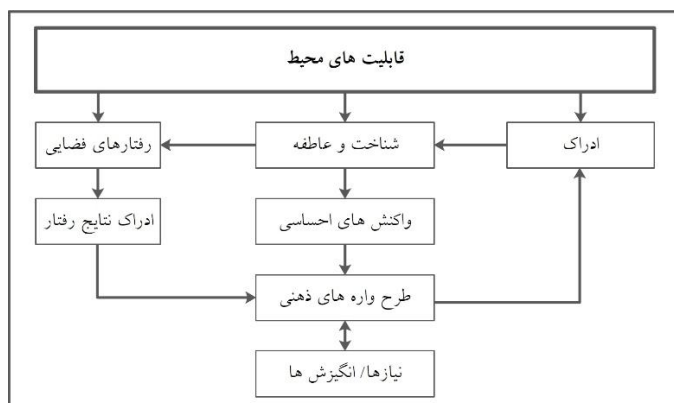 قابلیت های محیط
ادراک
شناخت و عاطفه
رفتارهای فضایی
واکنش های احساسی
ادراک نتایج رفتار
طرح واره های ذهنی
نیازها/ انگیزش ها